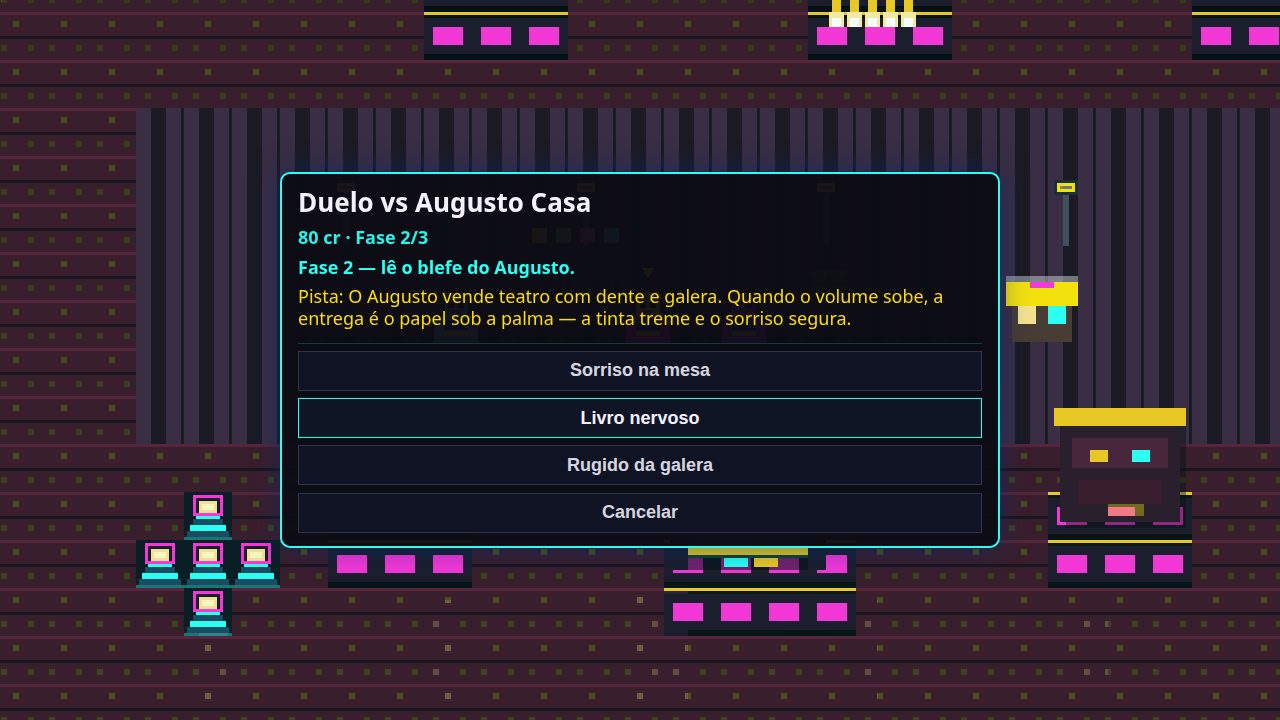 Duelo vs Augusto Casa
80 cr · Fase 2/3
Fase 2 — lê o blefe do Augusto.
Pista: O Augusto vende teatro com dente e galera. Quando o volume sobe, a
entrega é o papel sob a palma — a tinta treme e o sorriso segura.
Sorriso na mesa
Livro nervoso
Rugido da galera
Cancelar